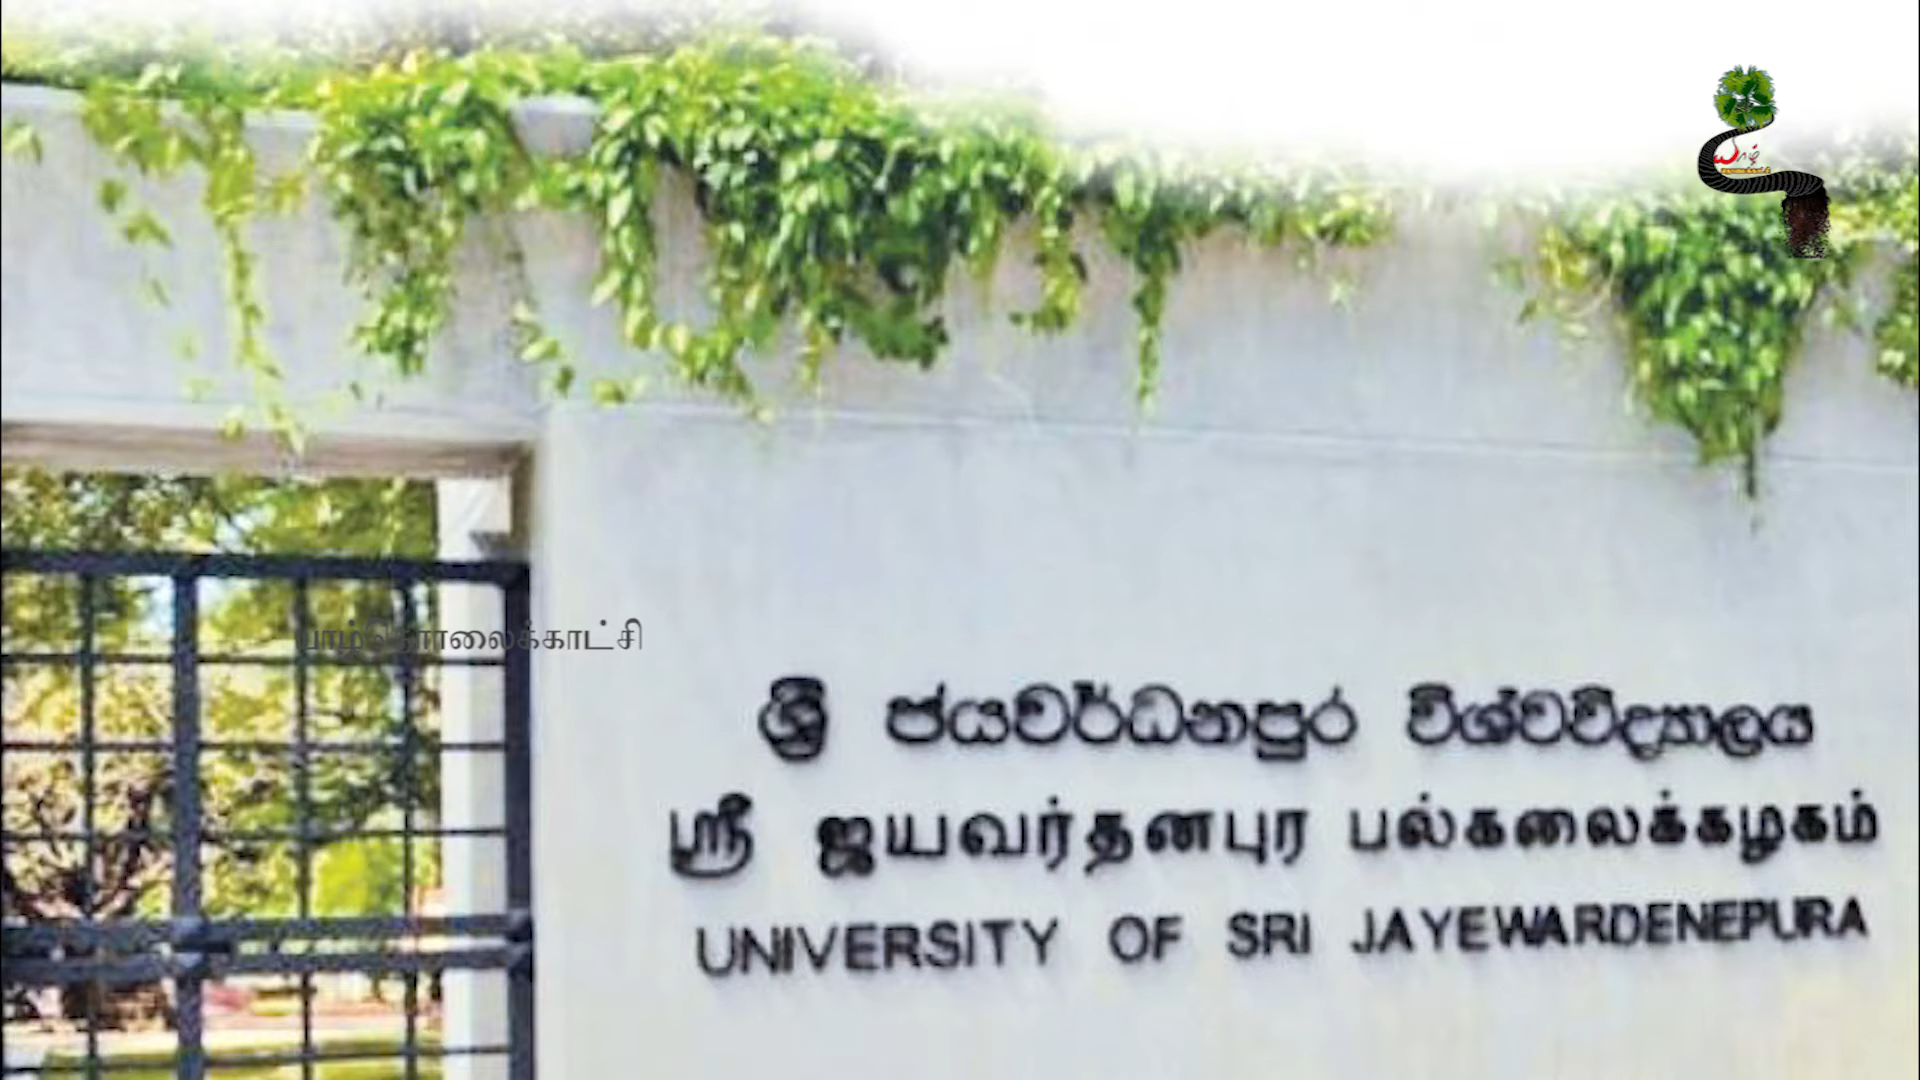 யாழ்தொலைக்காட்சி
ශ්‍රී ජයවර්ධනපුර විශ්වවිද්‍යාලය
ஸ்ரீ ஜயவர்தனபுர பல்கலைக்கழகம்
UNIVERSITY OF SRI JAYEWARDENEPURA